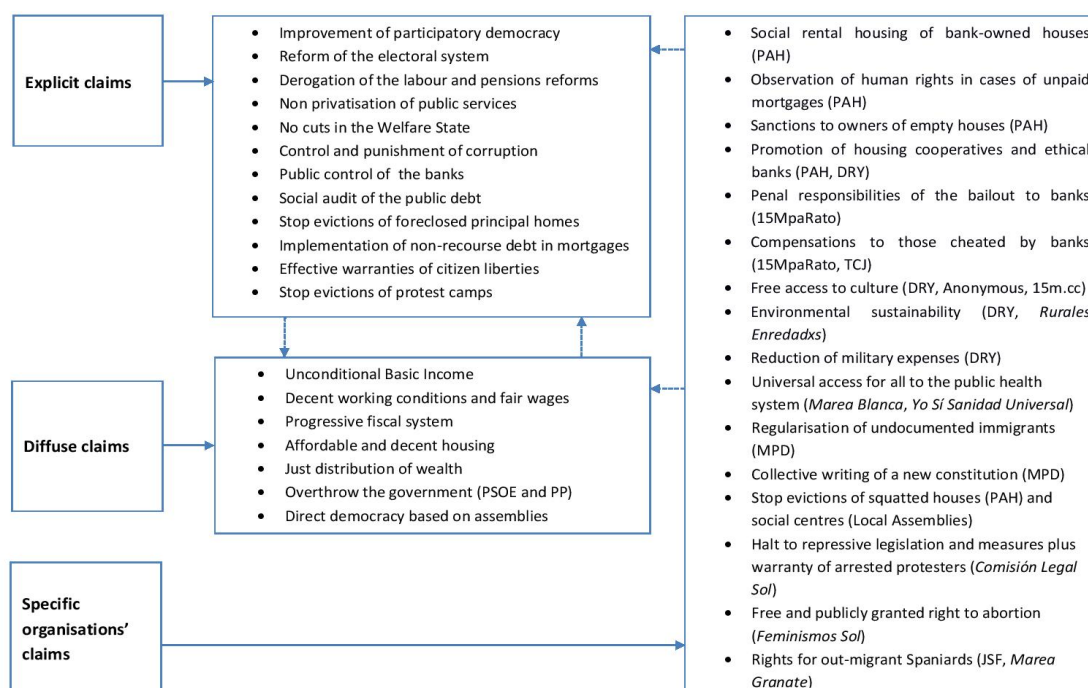 Explicit claims
• Improvement of participatory democracy
• Reform of the electoral system
• Derogation of the labour and pensions reforms
• Non privatisation of public services
• No cuts in the Welfare State
• Control and punishment of corruption
• Public control of the banks
• Social audit of the public debt
• Stop evictions of foreclosed principal homes
• Implementation of non-recourse debt in mortgages
• Effective warranties of citizen liberties
• Stop evictions of protest camps
Diffuse claims
• Unconditional Basic Income
• Decent working conditions and fair wages
• Progressive fiscal system
• Affordable and decent housing
• Just distribution of wealth
• Overthrow the government (PSOE and PP)
• Direct democracy based on assemblies
Specific
organisations’
claims
• Social rental housing of bank-owned houses
(PAH)
• Observation of human rights in cases of unpaid
mortgages (PAH)
• Sanctions to owners of empty houses (PAH)
• Promotion of housing cooperatives and ethical
banks (PAH, DRY)
• Penal responsibilities of the bailout to banks
(15MpaRato)
• Compensations to those cheated by banks
(15MpaRato, TCJ)
• Free access to culture (DRY, Anonymous, 15m.cc)
• Environmental sustainability (DRY, Rurales
Enredadxs)
• Reduction of military expenses (DRY)
• Universal access for all to the public health
system (Marea Blanca, Yo Sí Sanidad Universal)
• Regularisation of undocumented immigrants
(MPD)
• Collective writing of a new constitution (MPD)
• Stop evictions of squatted houses (PAH) and
social centres (Local Assemblies)
• Halt to repressive legislation and measures plus
warranty of arrested protesters (Comisión Legal
Sol)
• Free and publicly granted right to abortion
(Feminismos Sol)
• Rights for out-migrant Spaniards (JSF, Marea
Granate)